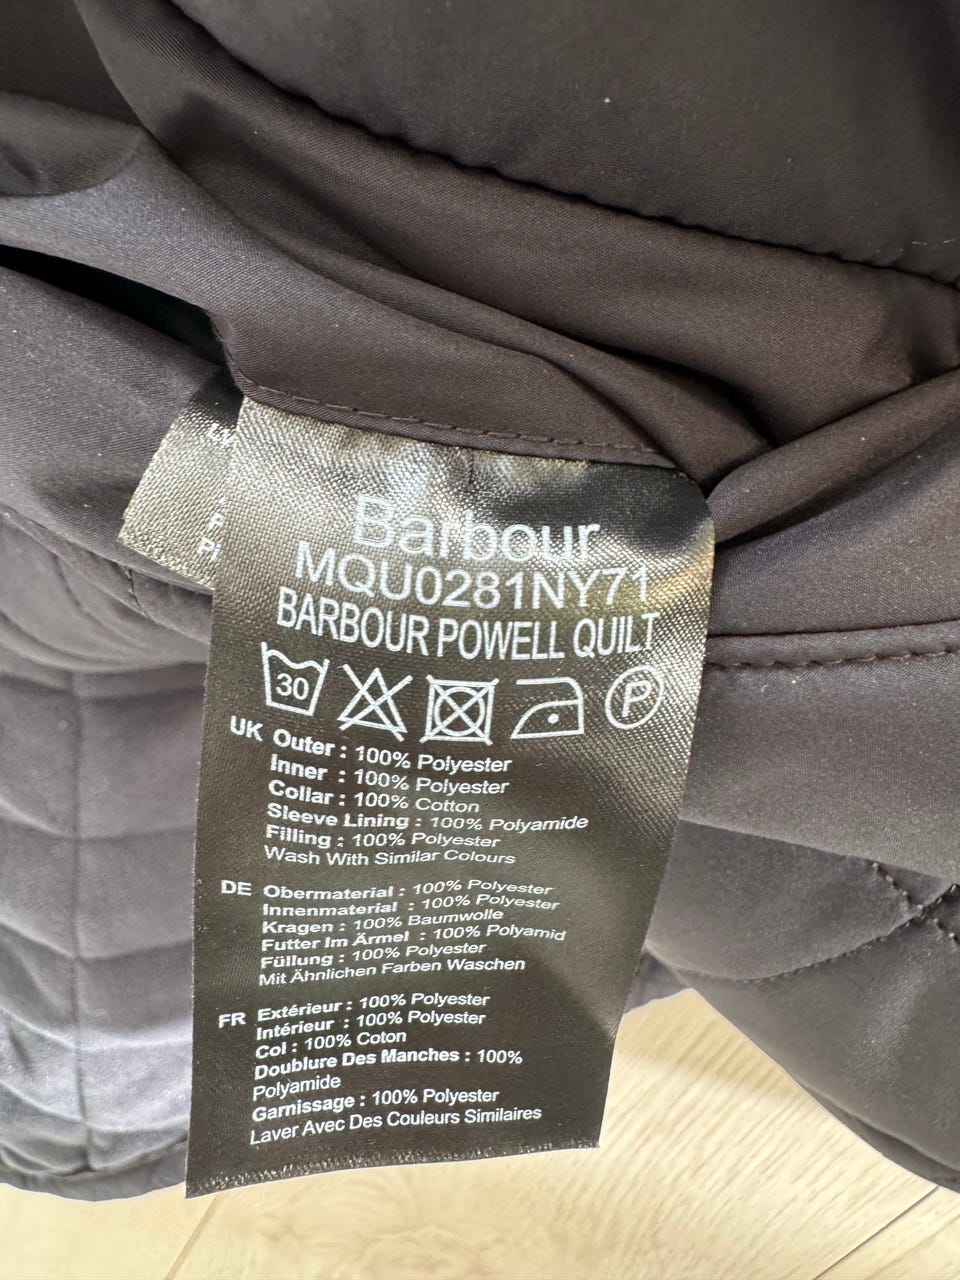 Barbour
MQU0281NY71
BARBOUR POWELL QUILT
30
P
UK Outer : 100% Polyester
Inner : 100% Polyester
Collar : 100% Cotton
Sleeve Lining : 100% Polyamide
Filling : 100% Polyester
Wash With Similar Colours
DE Obermaterial : 100% Polyester
Innenmaterial : 100% Polyester
Kragen : 100% Baumwolle
Futter Im Ärmel : 100% Polyamid
Füllung : 100% Polyester
Mit Ähnlichen Farben Waschen
FR Extérieur : 100% Polyester
Intérieur : 100% Polyester
Col : 100% Coton
Doublure Des Manches : 100%
Polyamide
Garnissage : 100% Polyester
Laver Avec Des Couleurs Similaires